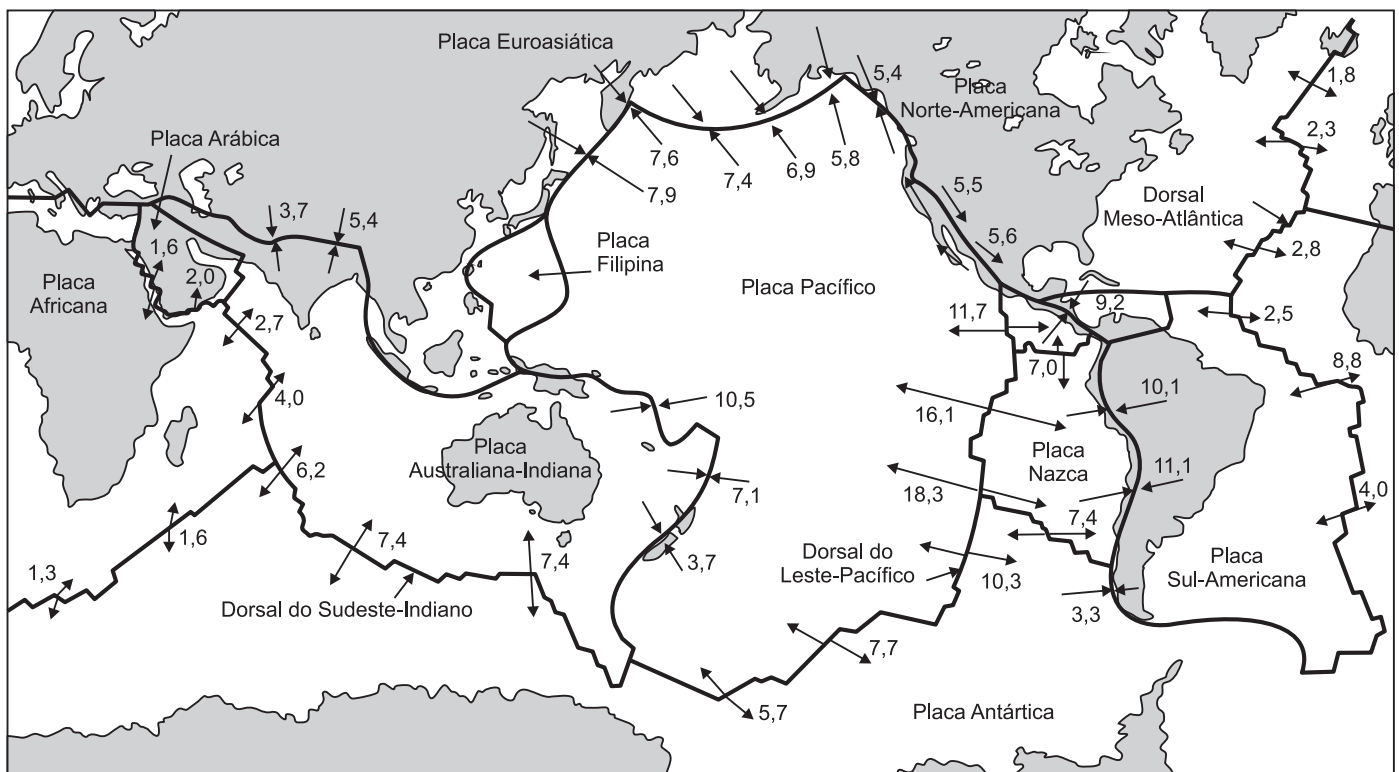 Placa Euroasiática
5,4
Placa
Norte-Americana
1,8
2,3
Placa Arábica
7,6
7,4
6,9
5,8
7,9
Dorsal
Meso-Atlântica
3,7
5,4
5,5
5,6
2,8
Placa
Africana
1,6
2,0
Placa
Filipina
Placa Pacífico
11,7
9,2
2,5
2,7
7,0
8,8
4,0
10,5
16,1
10,1
Placa
Australiana-Indiana
Placa
Nazca
6,2
7,1
18,3
11,1
4,0
1,6
7,4
7,4
7,4
1,3
3,7
Dorsal do
Leste-Pacífico
10,3
Placa
Sul-Americana
Dorsal do Sudeste-Indiano
3,3
7,7
5,7
Placa Antártica